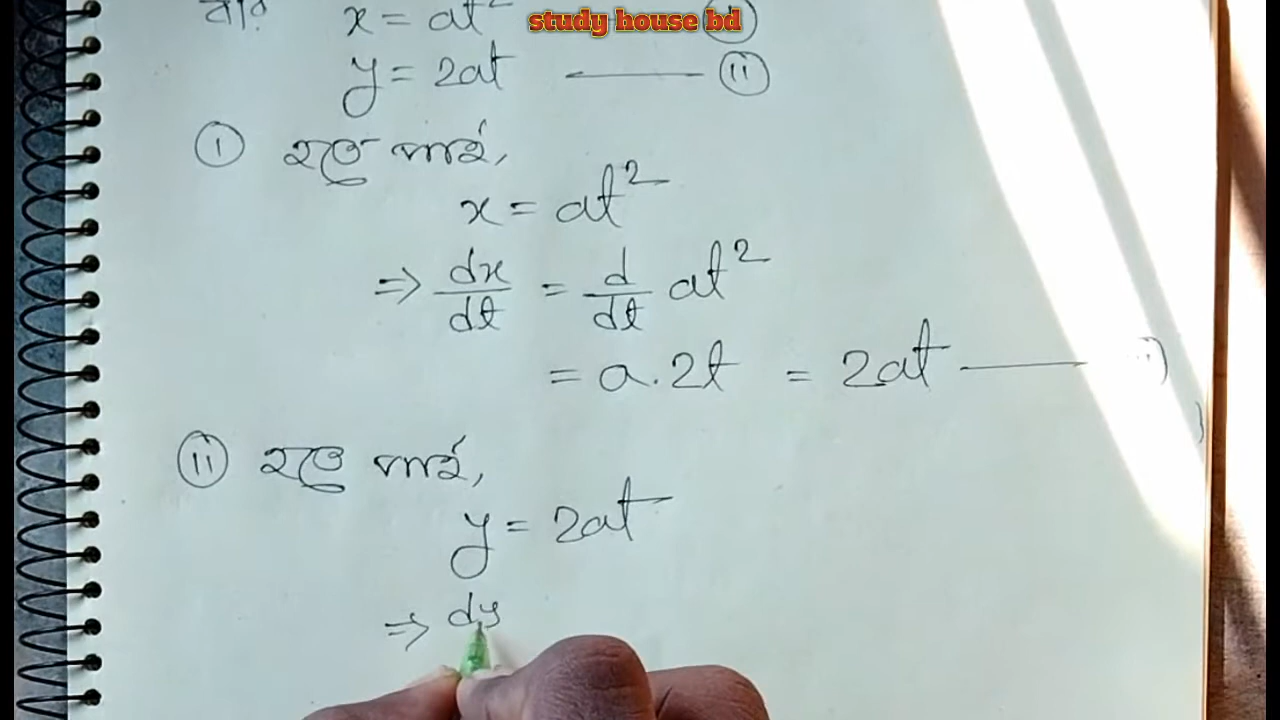 study house bd
x = at²
y = 2at ——— (ii)
(i) হতে পাই,
x = at²
⇒ dx/dt = d/dt at²
= a.2t = 2at ———
(ii) হতে পাই,
y = 2at
⇒ dy